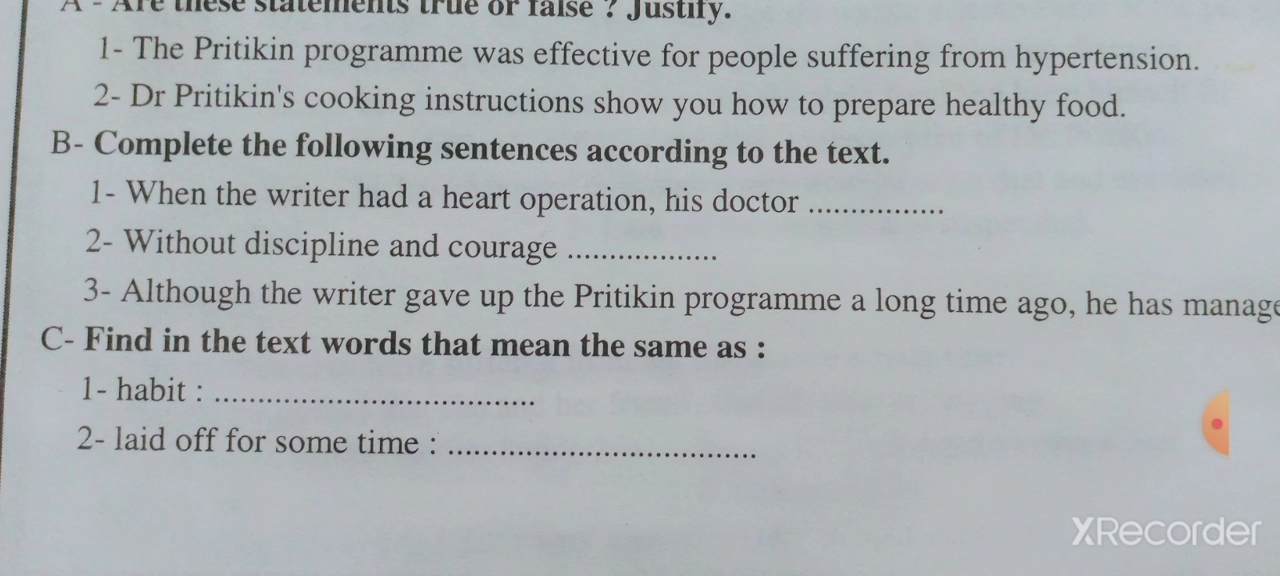 A - Are these statements true or false ? Justify.
1- The Pritikin programme was effective for people suffering from hypertension.
2- Dr Pritikin's cooking instructions show you how to prepare healthy food.
B- Complete the following sentences according to the text.
1- When the writer had a heart operation, his doctor ................
2- Without discipline and courage ..................
3- Although the writer gave up the Pritikin programme a long time ago, he has manage
C- Find in the text words that mean the same as :
1- habit : ......................................
2- laid off for some time : .....................................
XRecorder